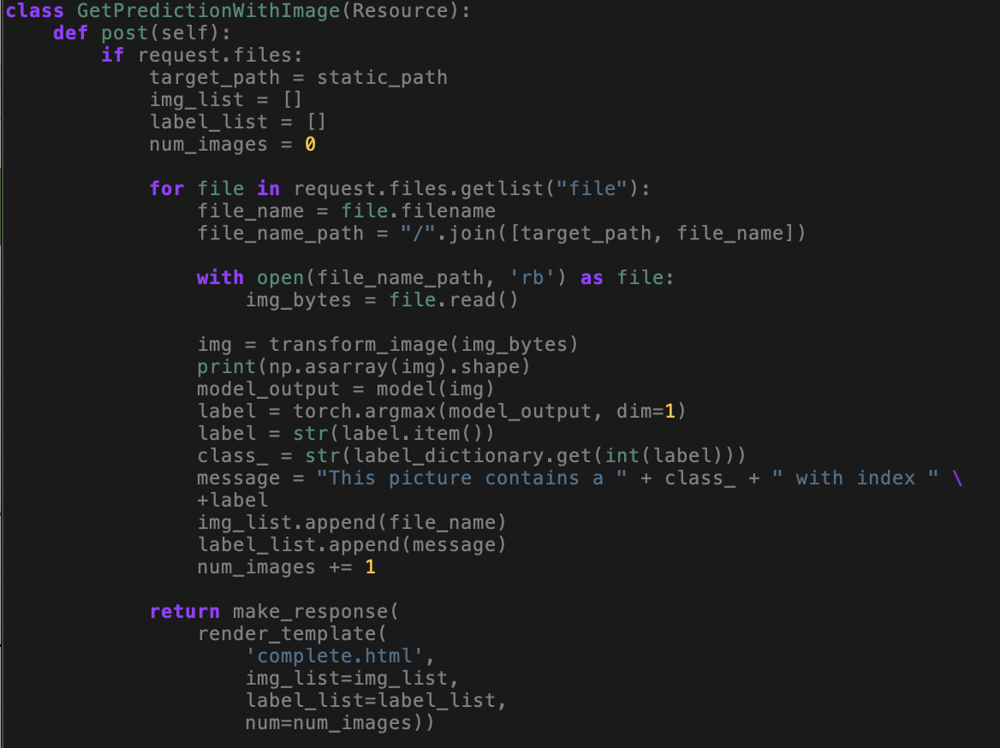 class GetPredictionWithImage(Resource):
    def post(self):
        if request.files:
            target_path = static_path
            img_list = []
            label_list = []
            num_images = 0

            for file in request.files.getlist("file"):
                file_name = file.filename
                file_name_path = "/".join([target_path, file_name])

                with open(file_name_path, 'rb') as file:
                    img_bytes = file.read()

                img = transform_image(img_bytes)
                print(np.asarray(img).shape)
                model_output = model(img)
                label = torch.argmax(model_output, dim=1)
                label = str(label.item())
                class_ = str(label_dictionary.get(int(label)))
                message = "This picture contains a " + class_ + " with index " \
                +label
                img_list.append(file_name)
                label_list.append(message)
                num_images += 1

            return make_response(
                render_template(
                    'complete.html',
                    img_list=img_list,
                    label_list=label_list,
                    num=num_images))